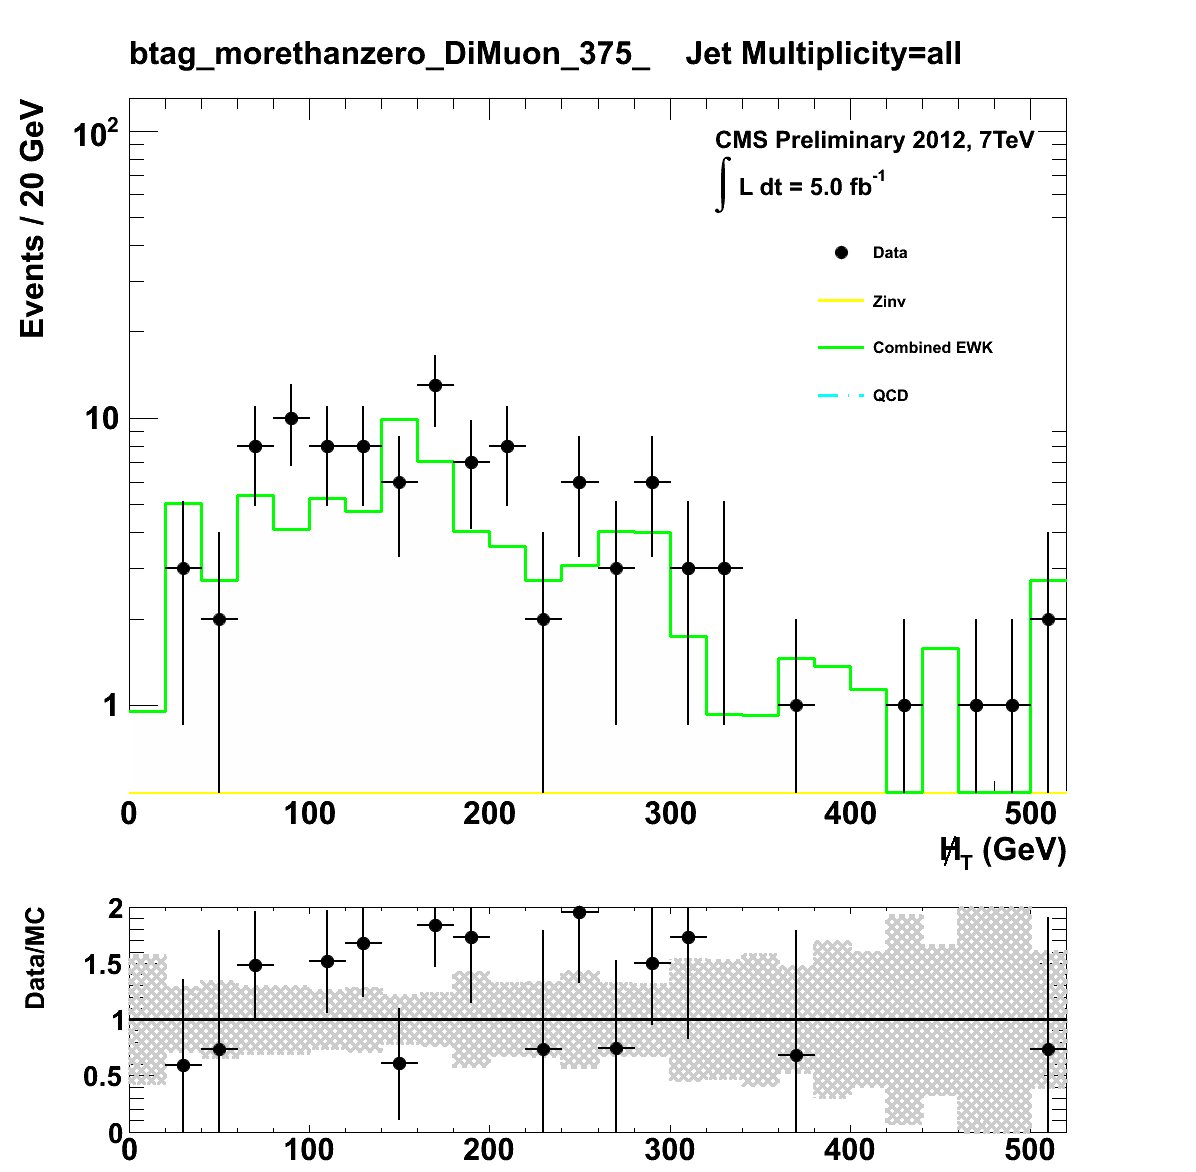 btag_morethanzero_DiMuon_375_ Jet Multiplicity=all
Events / 20 GeV
10²
10
1
CMS Preliminary 2012, 7TeV
∫ L dt = 5.0 fb⁻¹
Data
Zinv
Combined EWK
QCD
0 100 200 300 400 500
H̸_T (GeV)
Data/MC
2
1.5
1
0.5
0
0 100 200 300 400 500